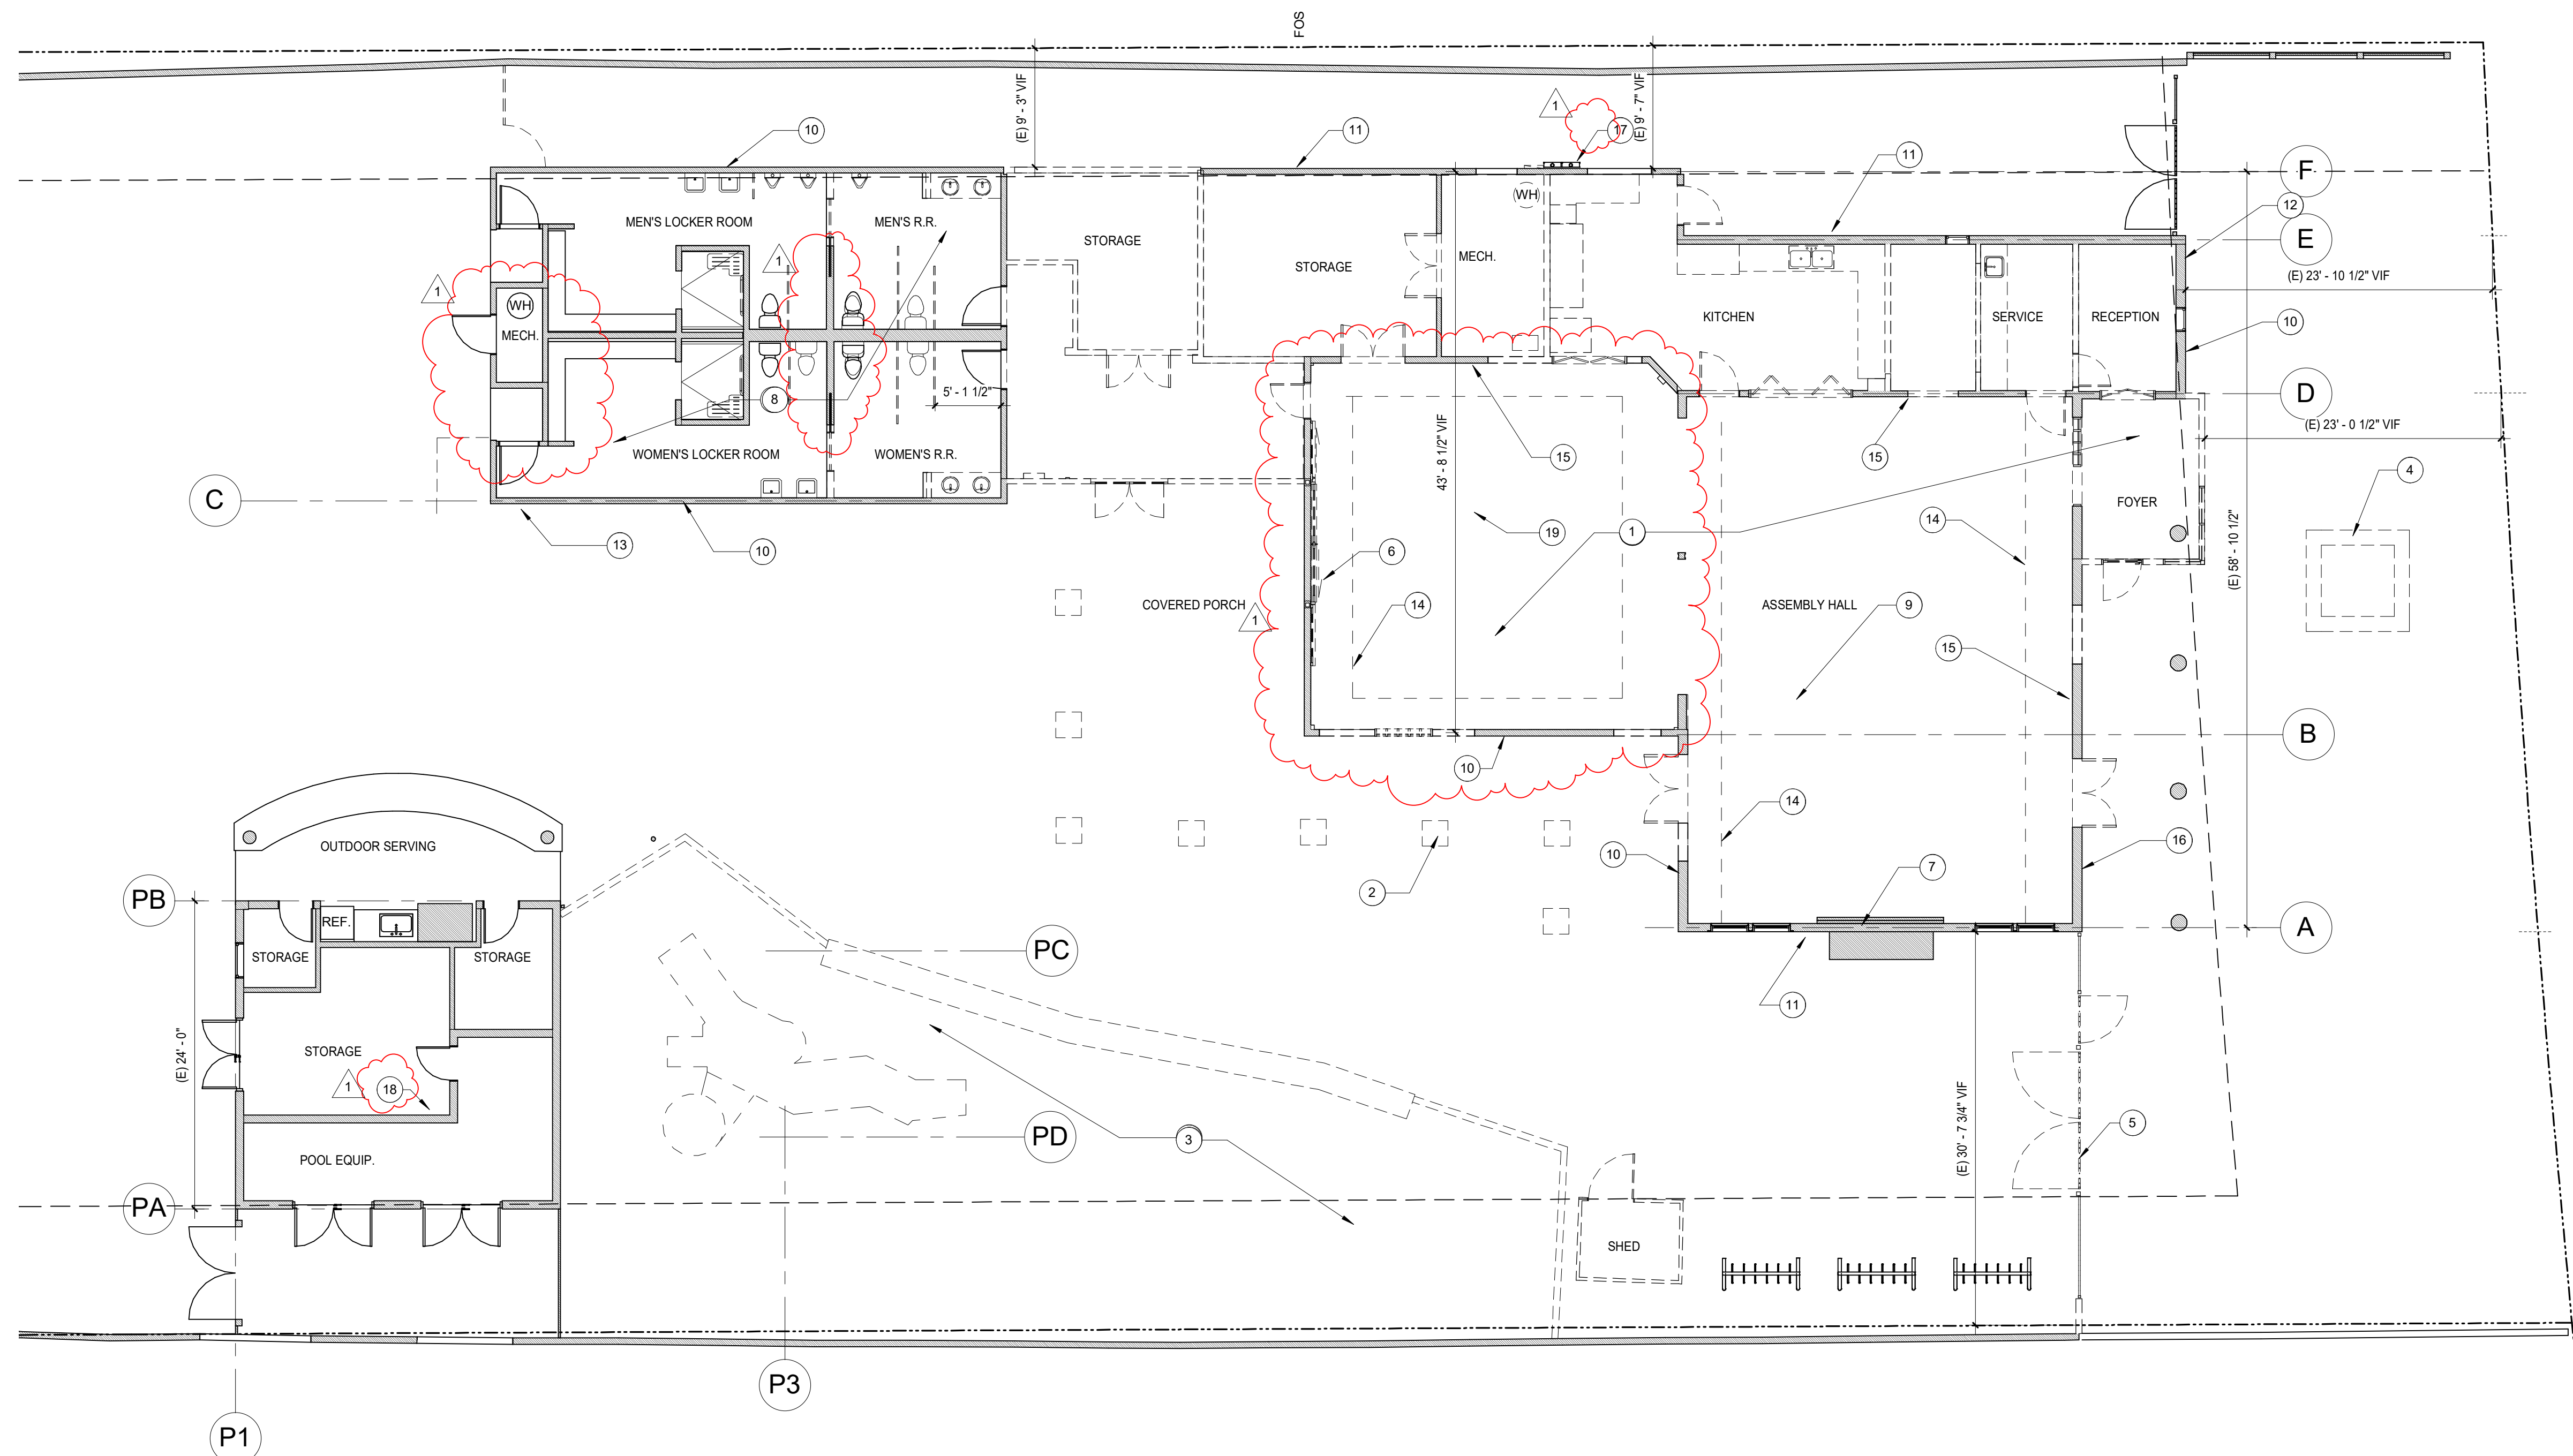 FOS
(E) 9' - 3" VIF
(E) 9' - 7" VIF
1
17
10
11
11
F
12
E
MEN'S LOCKER ROOM
MEN'S R.R.
STORAGE
WH
MECH.
STORAGE
(E) 23' - 10 1/2" VIF
1
1
WH
MECH.
KITCHEN
SERVICE
RECEPTION
10
8
5' - 1 1/2"
D
(E) 23' - 0 1/2" VIF
43' - 8 1/2" VIF
WOMEN'S LOCKER ROOM
WOMEN'S R.R.
15
15
4
C
FOYER
13
10
19
1
14
6
(E) 58' - 10 1/2"
COVERED PORCH
1
14
ASSEMBLY HALL
9
15
B
10
14
OUTDOOR SERVING
10
16
7
2
PB
REF.
A
STORAGE
STORAGE
PC
11
(E) 24' - 0"
STORAGE
1
18
3
PD
(E) 30' - 7 3/4" VIF
5
POOL EQUIP.
PA
SHED
P3
P1